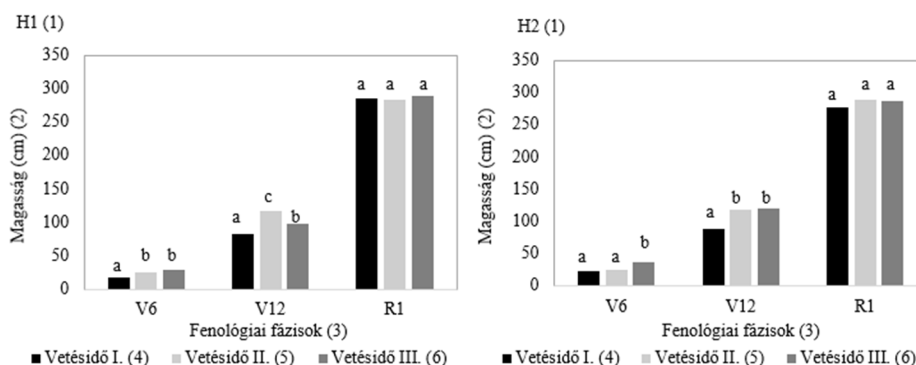 H1 (1)
Magasság (cm) (2)
350
300
250
200
150
100
50
0
a b b
a c b
a a a
V6 V12 R1
Fenológiai fázisok (3)
Vetésidő I. (4) Vetésidő II. (5) Vetésidő III. (6)
H2 (1)
Magasság (cm) (2)
350
300
250
200
150
100
50
0
a a b
a b b
a a a
V6 V12 R1
Fenológiai fázisok (3)
Vetésidő I. (4) Vetésidő II. (5) Vetésidő III. (6)